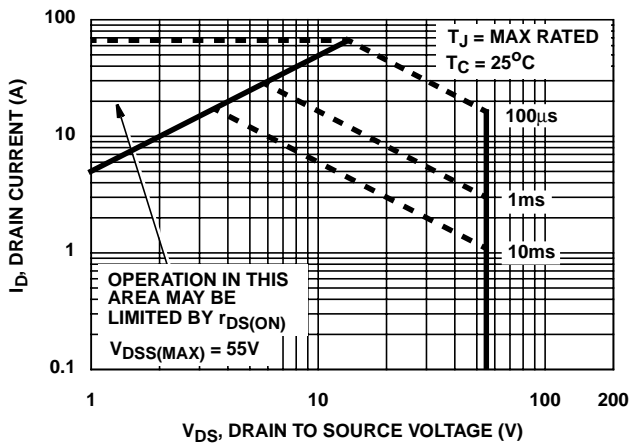 100
10
1
0.1
I_D, DRAIN CURRENT (A)
T_J = MAX RATED
T_C = 25°C
100μs
1ms
10ms
OPERATION IN THIS
AREA MAY BE
LIMITED BY r_DS(ON)
V_DSS(MAX) = 55V
1
10
100
200
V_DS, DRAIN TO SOURCE VOLTAGE (V)